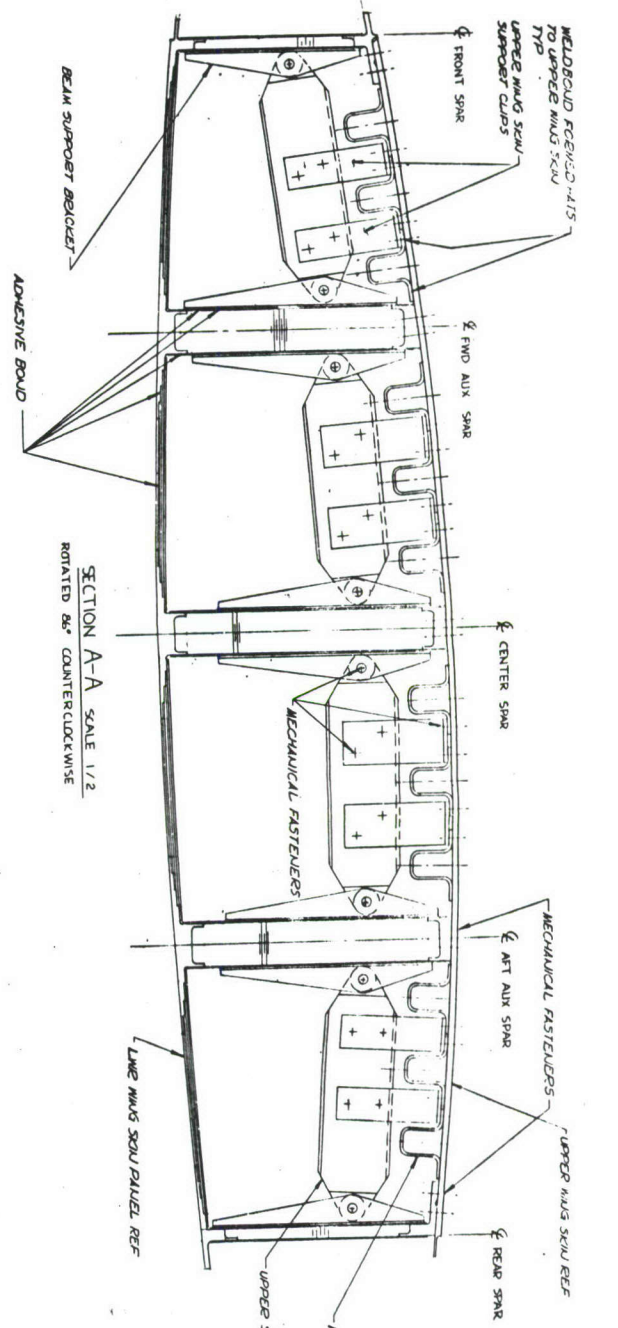 WELDBOND FORMED HATS
TO UPPER WING SKIN
TYP
UPPER WING SKIN
SUPPORT CLIPS
℄ FRONT SPAR
℄ FWD AUX SPAR
℄ CENTER SPAR
℄ AFT AUX SPAR
℄ REAR SPAR
MECHANICAL FASTENERS
UPPER WING SKIN REF
MECHANICAL FASTENERS
BEAM SUPPORT BRACKET
ADHESIVE BOND
SECTION A-A SCALE 1/2
ROTATED 86° COUNTERCLOCKWISE
LWR WING SKIN PANEL REF
UPPER